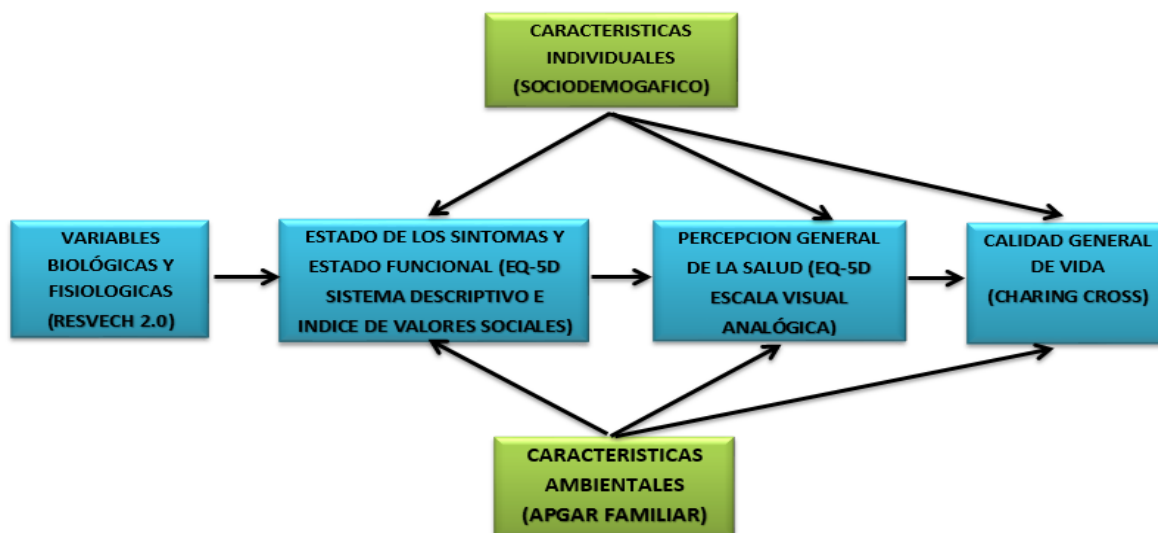 CARACTERISTICAS
INDIVIDUALES
(SOCIODEMOGAFICO)
VARIABLES
BIOLÓGICAS Y
FISIOLOGICAS
(RESVECH 2.0)
ESTADO DE LOS SINTOMAS Y
ESTADO FUNCIONAL (EQ-5D
SISTEMA DESCRIPTIVO E
INDICE DE VALORES SOCIALES)
PERCEPCION GENERAL
DE LA SALUD (EQ-5D
ESCALA VISUAL
ANALÓGICA)
CALIDAD GENERAL
DE VIDA
(CHARING CROSS)
CARACTERISTICAS
AMBIENTALES
(APGAR FAMILIAR)